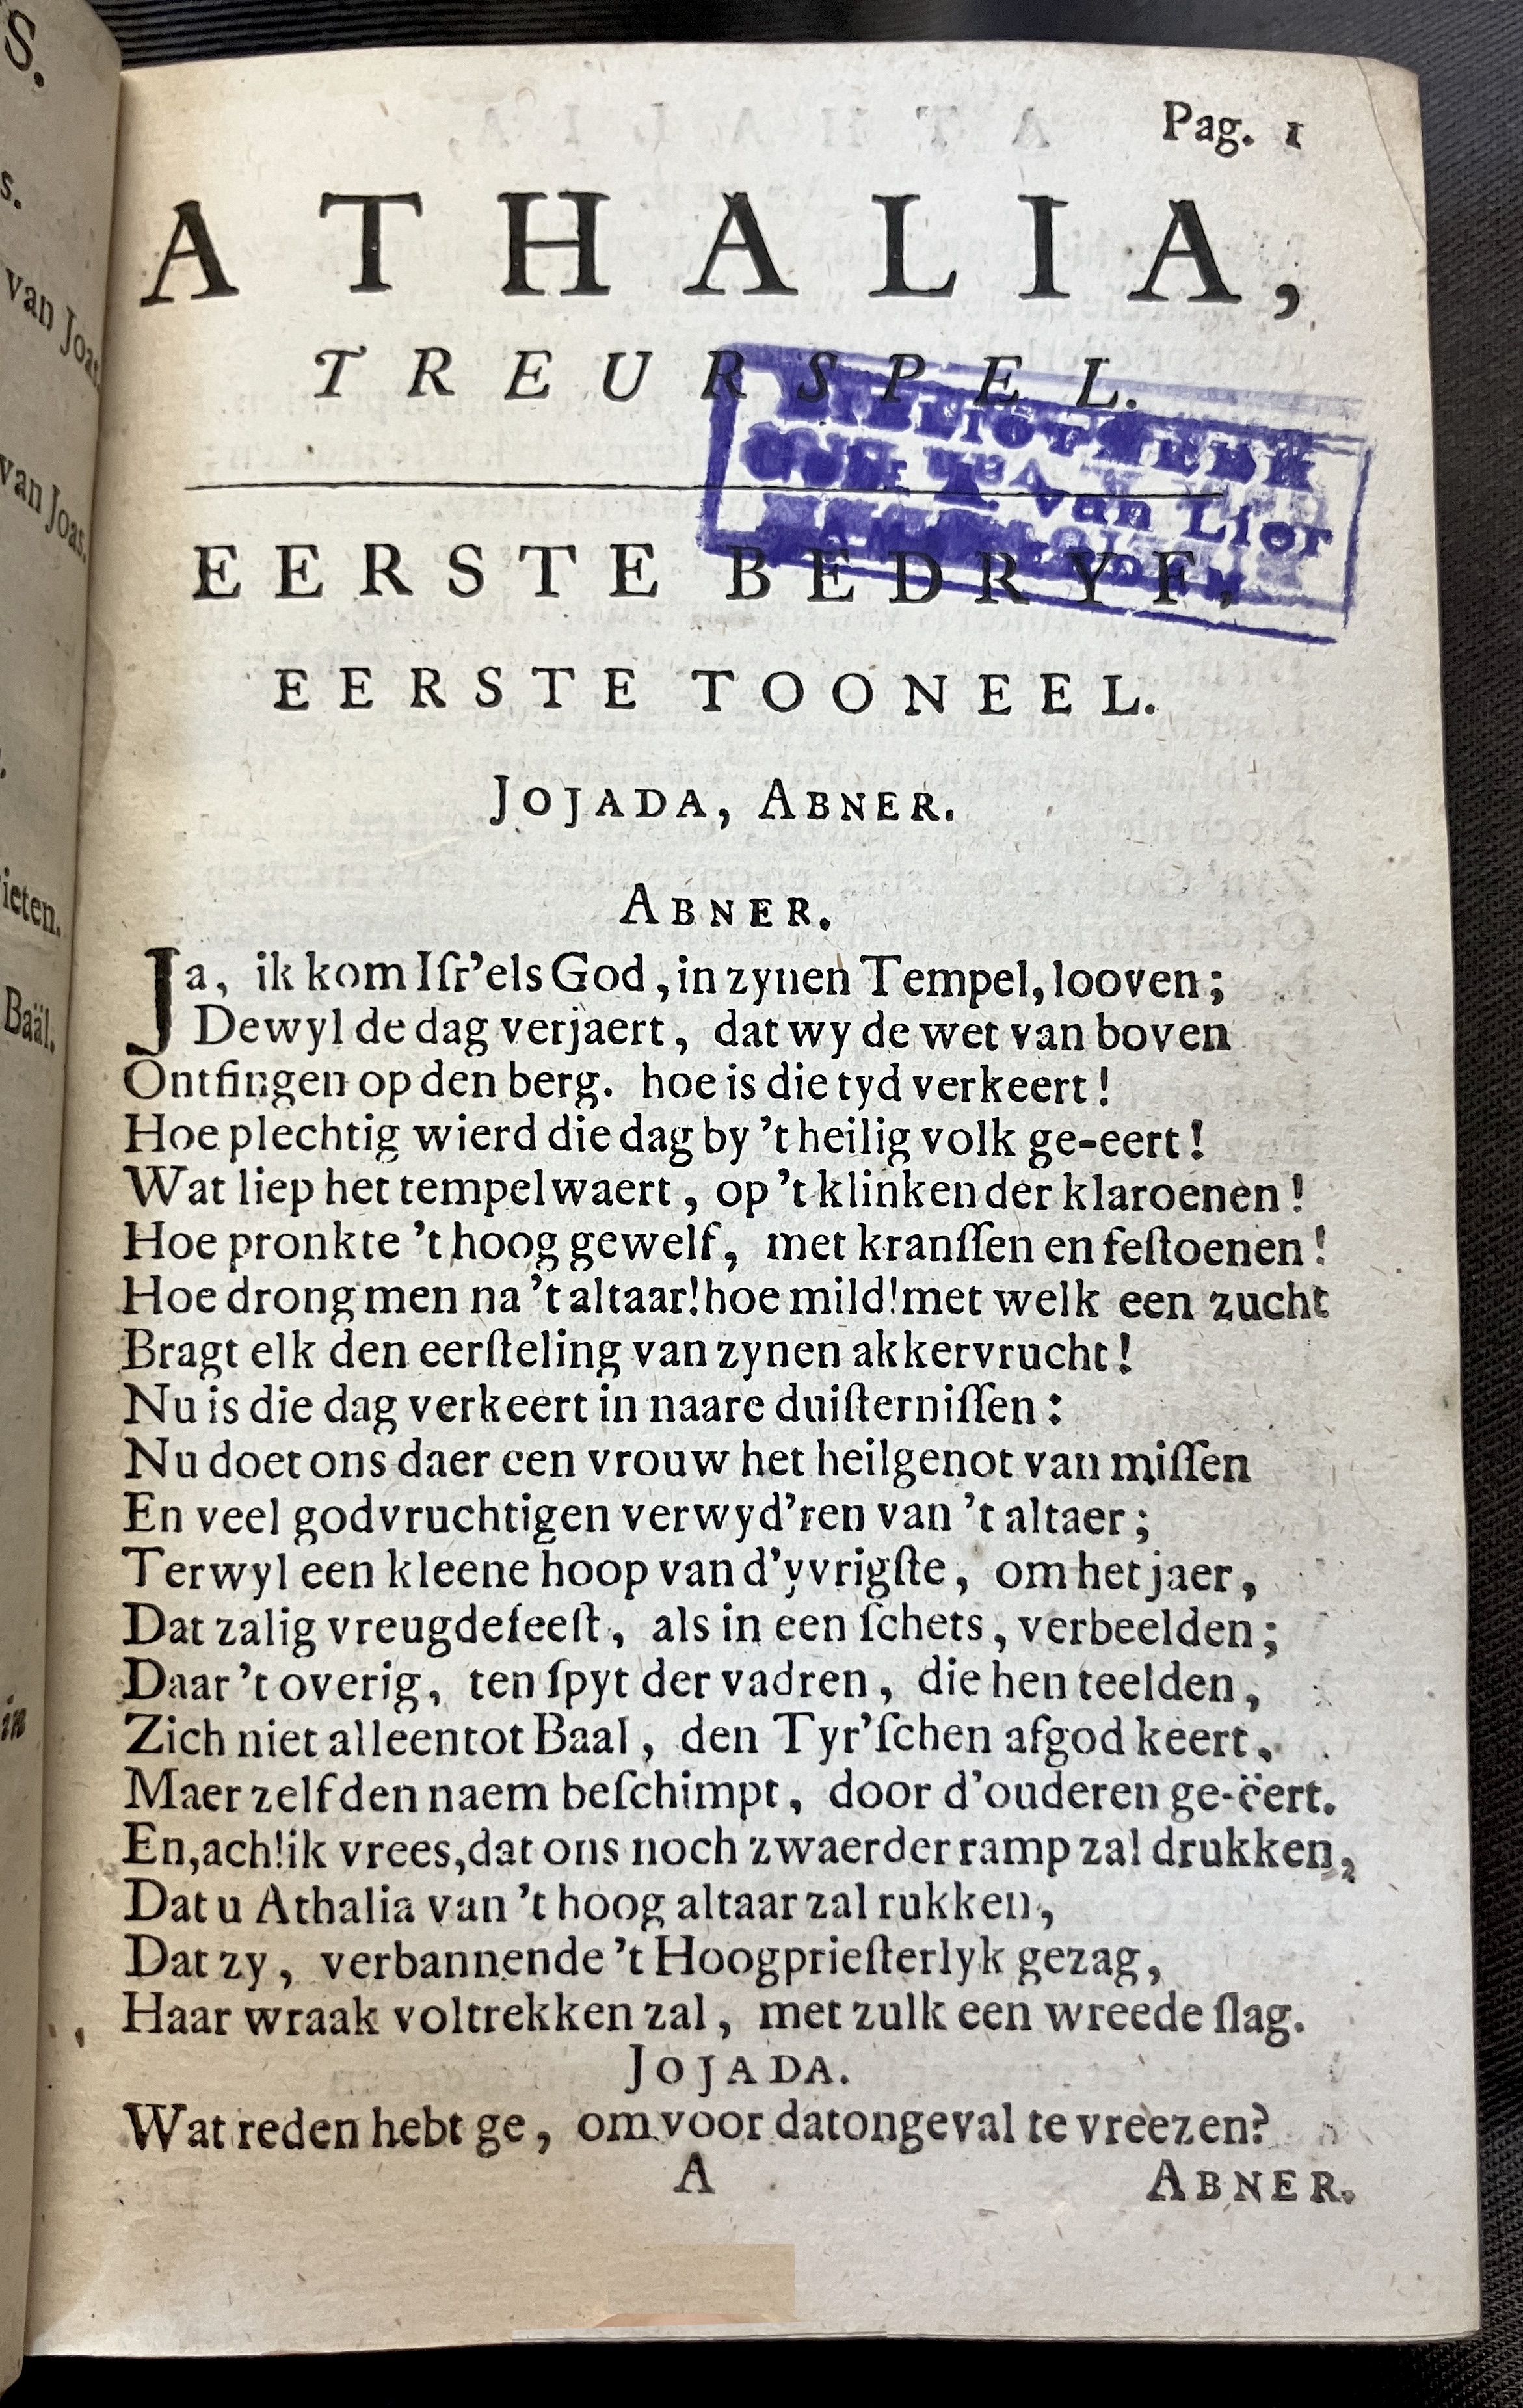 S.
s.
van Joas.
van Joas.
ieten.
Baäl.
in
Pag. 1
ATHALIA,
TREURSPEL.
van Lier
EERSTE BEDRYF,
EERSTE TOONEEL.
JOJADA, ABNER.
ABNER.
Ja, ik kom Iſr'els God, in zynen Tempel, looven;
Dewyl de dag verjaert, dat wy de wet van boven
Ontfingen op den berg. hoe is die tyd verkeert!
Hoe plechtig wierd die dag by 't heilig volk ge-eert!
Wat liep het tempelwaert, op 't klinken der klaroenen!
Hoe pronkte 't hoog gewelf, met kranſſen en feſtoenen!
Hoe drong men na 't altaar! hoe mild! met welk een zucht
Bragt elk den eerſteling van zynen akkervrucht!
Nu is die dag verkeert in naare duiſterniſſen:
Nu doet ons daer een vrouw het heilgenot van miſſen
En veel godvruchtigen verwyd'ren van 't altaer;
Terwyl een kleene hoop van d'yvrigſte, om het jaer,
Dat zalig vreugdefeeſt, als in een ſchets, verbeelden;
Daar 't overig, ten ſpyt der vadren, die hen teelden,
Zich niet alleen tot Baal, den Tyr'ſchen afgod keert,
Maer zelf den naem beſchimpt, door d'ouderen ge-ëert.
En, ach! ik vrees, dat ons noch zwaerder ramp zal drukken,
Dat u Athalia van 't hoog altaar zal rukken,
Dat zy, verbannende 't Hoogprieſterlyk gezag,
Haar wraak voltrekken zal, met zulk een wreede ſlag.
JOJADA.
Wat reden hebt ge, om voor dat ongeval te vreezen?
A
ABNER.